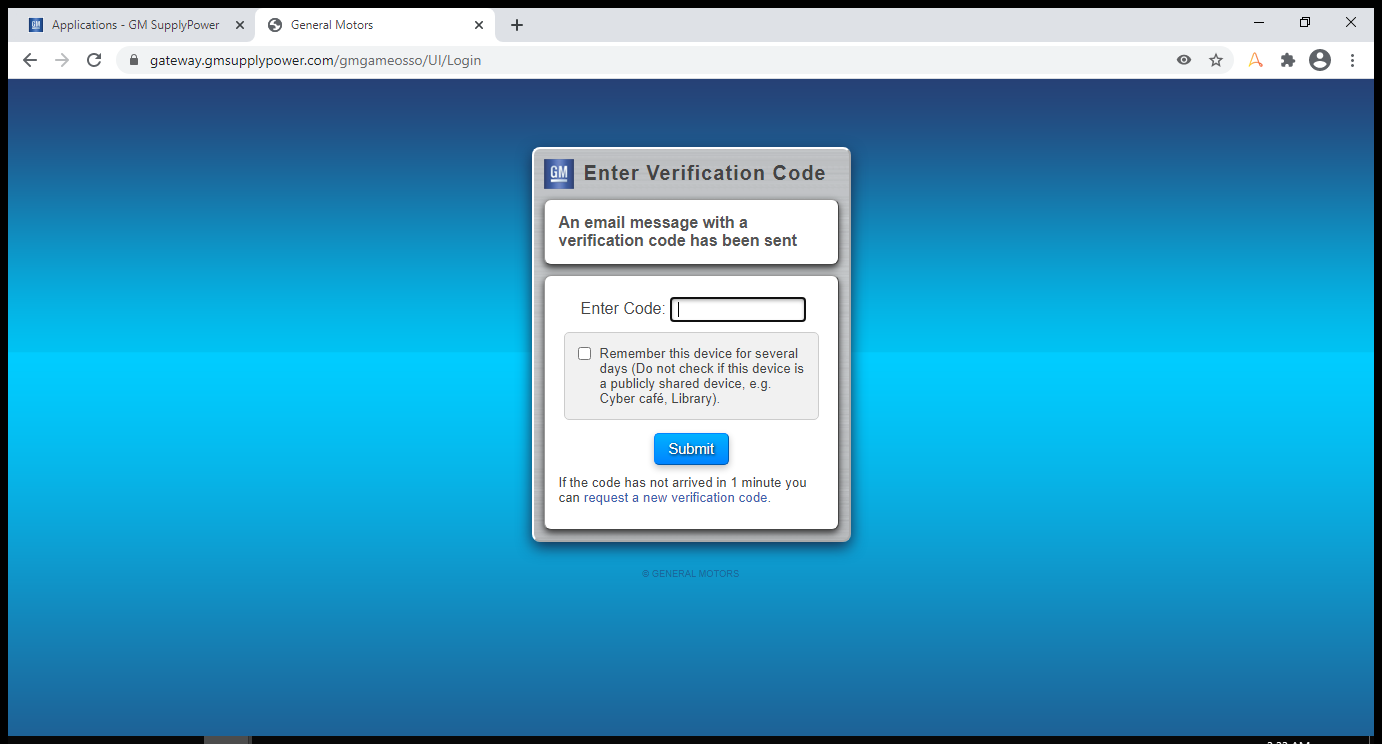 Applications - GM SupplyPower
General Motors
gateway.gmsupplypower.com/gmgameosso/UI/Login
GM
Enter Verification Code
An email message with a
verification code has been sent
Enter Code:
Remember this device for several
days (Do not check if this device is
a publicly shared device, e.g.
Cyber café, Library).
Submit
If the code has not arrived in 1 minute you
can request a new verification code.
© GENERAL MOTORS